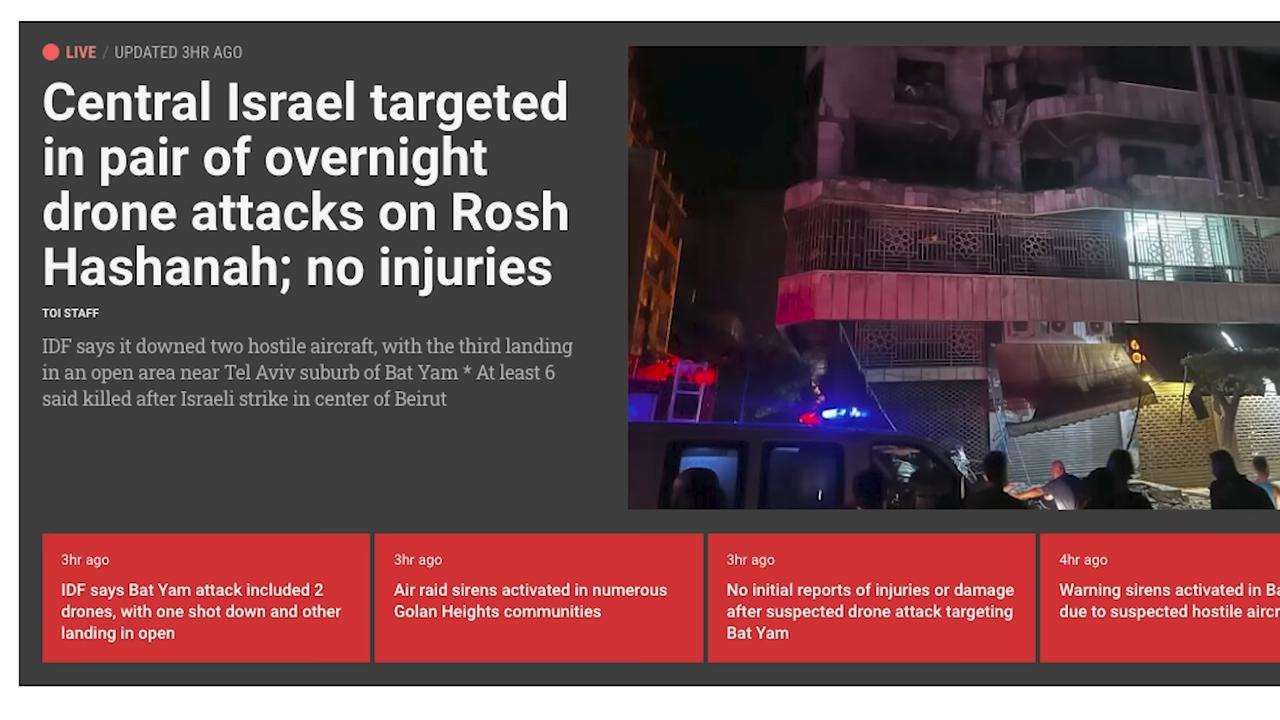 LIVE / UPDATED 3HR AGO
Central Israel targeted
in pair of overnight
drone attacks on Rosh
Hashanah; no injuries
TOI STAFF
IDF says it downed two hostile aircraft, with the third landing
in an open area near Tel Aviv suburb of Bat Yam * At least 6
said killed after Israeli strike in center of Beirut
3hr ago
IDF says Bat Yam attack included 2
drones, with one shot down and other
landing in open
3hr ago
Air raid sirens activated in numerous
Golan Heights communities
3hr ago
No initial reports of injuries or damage
after suspected drone attack targeting
Bat Yam
4hr ago
Warning sirens activated in
due to suspected hostile